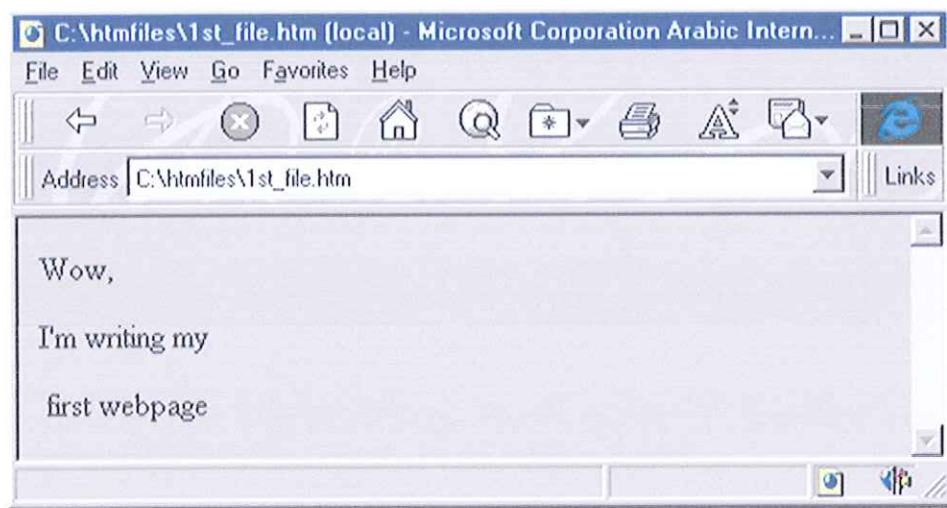 C:\htmfiles\1st_file.htm (local) - Microsoft Corporation Arabic Intern...
File Edit View Go Favorites Help
Address C:\htmfiles\1st_file.htm Links
Wow,
I'm writing my
first webpage